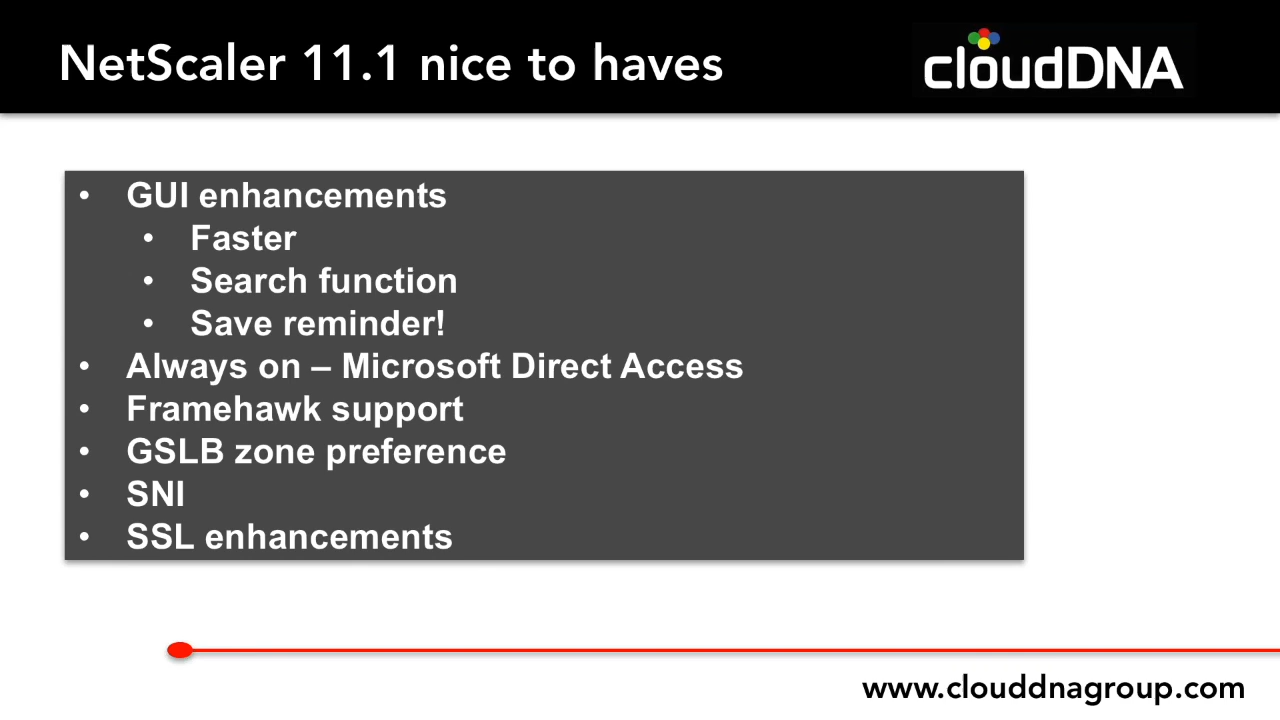 NetScaler 11.1 nice to haves
cloudDNA
• GUI enhancements
• Faster
• Search function
• Save reminder!
• Always on – Microsoft Direct Access
• Framehawk support
• GSLB zone preference
• SNI
• SSL enhancements
www.clouddnagroup.com